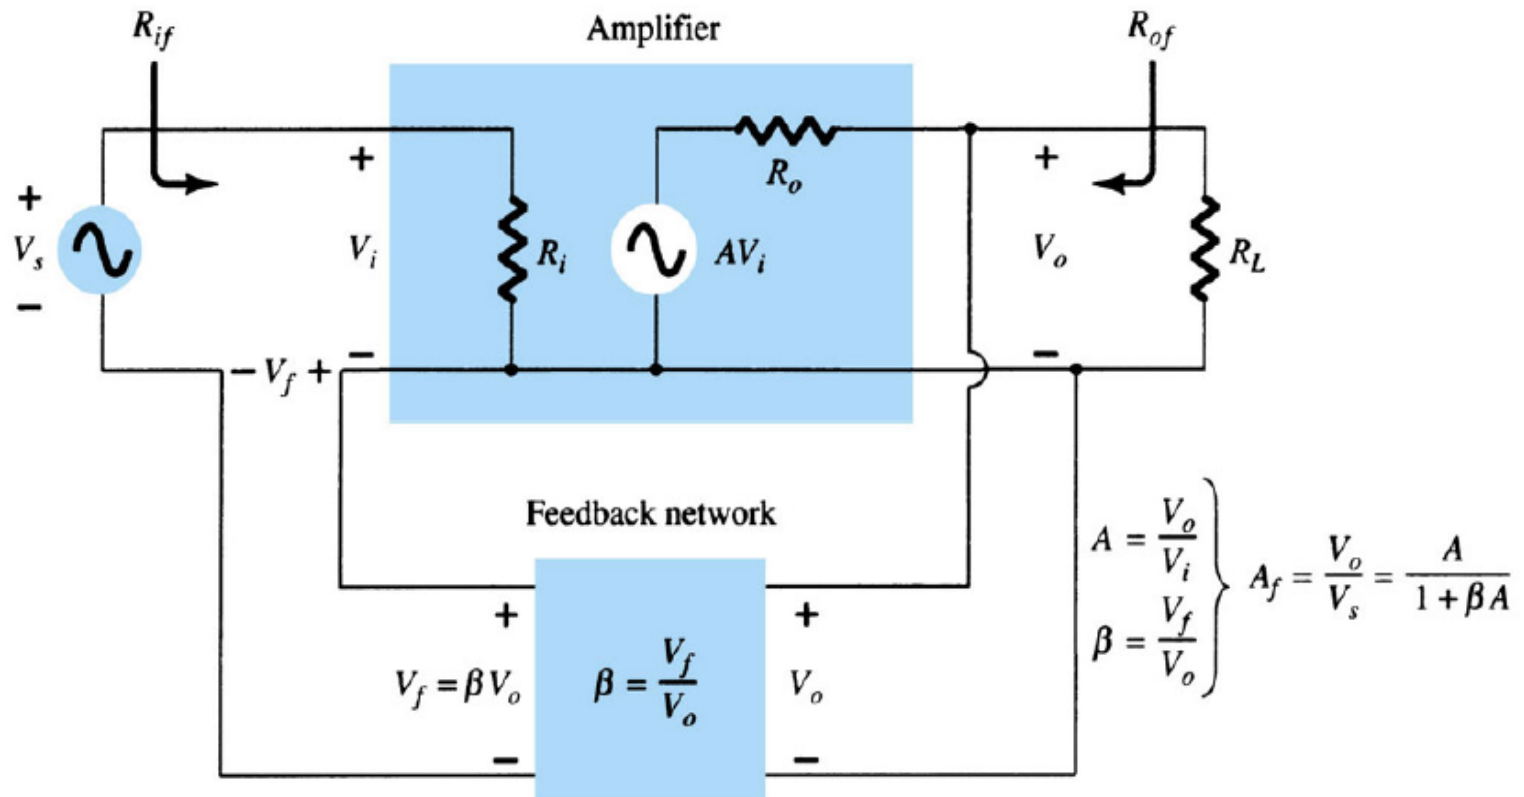 R_if
Amplifier
R_of
+
V_s
−
+
V_i
−
R_i
AV_i
R_o
+
V_o
−
R_L
− V_f +
Feedback network
+
V_f = βV_o
−
β = V_f / V_o
+
V_o
−
A = V_o / V_i
β = V_f / V_o
A_f = V_o / V_s = A / (1 + βA)